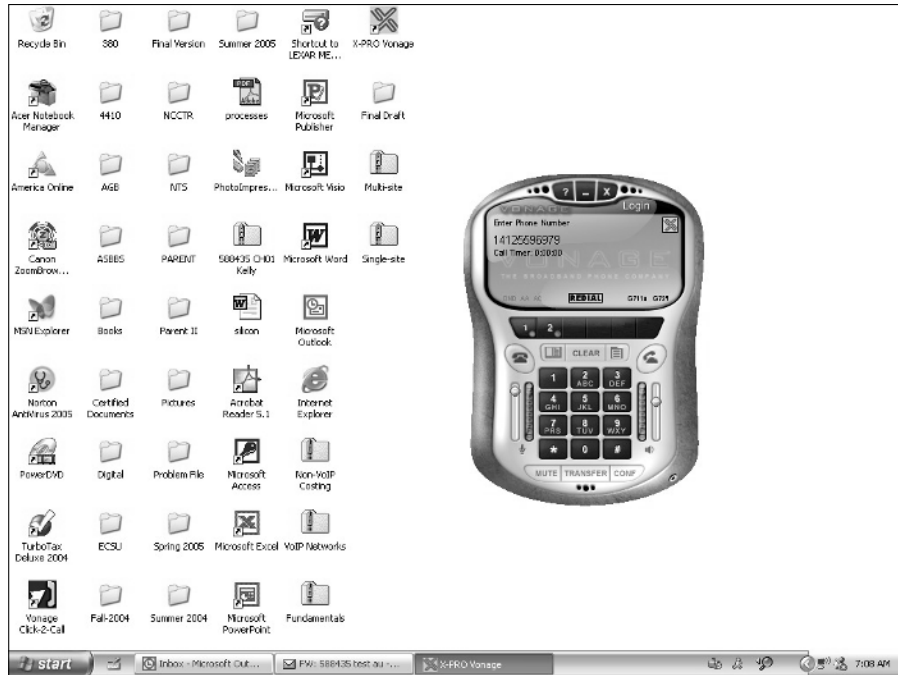 Recycle Bin
380
Final Version
Summer 2005
Shortcut to
LEXAR ME...
X-PRO Vonage
Acer Notebook
Manager
4410
NCCTR
processes
Microsoft
Publisher
Final Draft
America Online
AGB
NTS
PhotoImpres...
Microsoft Visio
Multi-site
Canon
ZoomBrow...
ASBBS
PARENT
588435 CH01
Kelly
Microsoft Word
Single-site
MSN Explorer
Books
Parent II
silicon
Microsoft
Outlook
Norton
AntiVirus 2005
Certified
Documents
Pictures
Acrobat
Reader 5.1
Internet
Explorer
PowerDVD
Digital
Problem File
Microsoft
Access
Non-VoIP
Costing
TurboTax
Deluxe 2004
ECSU
Spring 2005
Microsoft Excel
VoIP Networks
Vonage
Click-2-Call
Fall-2004
Summer 2004
Microsoft
PowerPoint
Fundamentals
? – X
VONAGE Login
Enter Phone Number
14125596979
Call Timer: 0:00:00
VONAGE
THE BROADBAND PHONE COMPANY
AA REDIAL G711u
1 2
CLEAR
1 2 ABC 3 DEF
4 GHI 5 JKL 6 MNO
7 PRS 8 TUV 9 WXY
* 0 #
MUTE TRANSFER CONF
start
Inbox - Microsoft Out...
FW: 588435 test au -...
X-PRO Vonage
7:08 AM